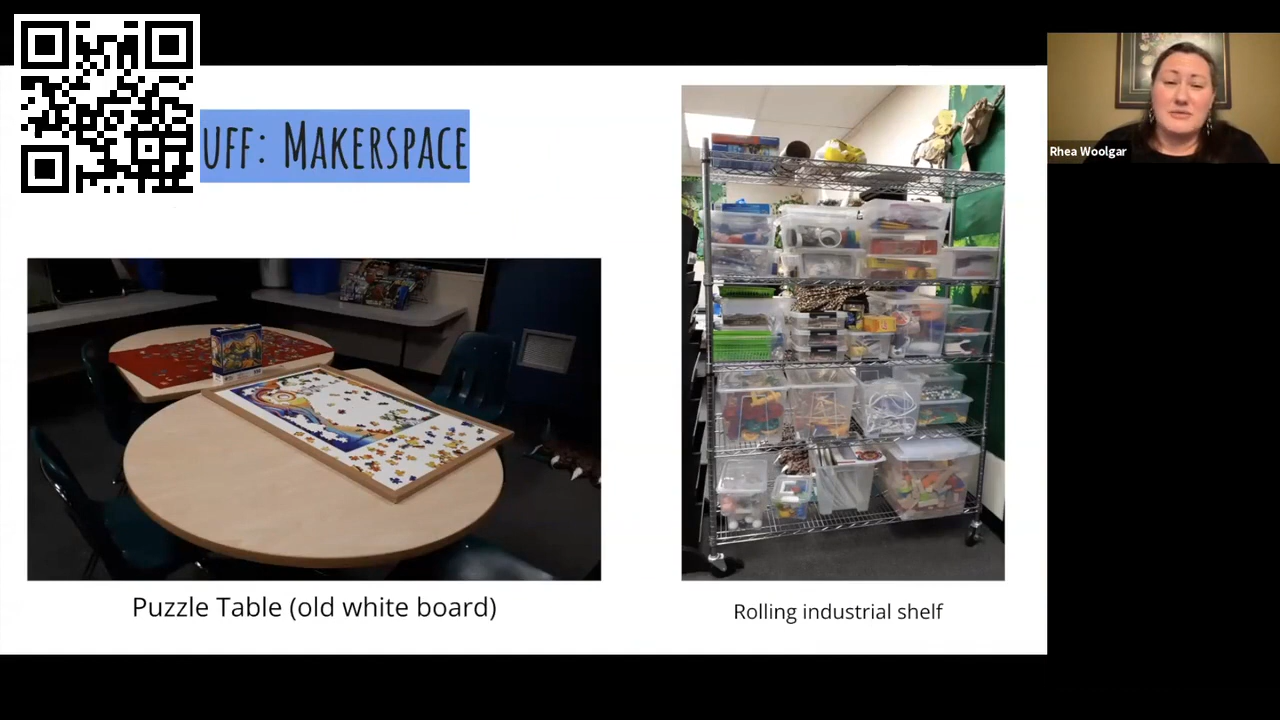 UFF: MAKERSPACE
Rhea Woolgar
Puzzle Table (old white board)
Rolling industrial shelf